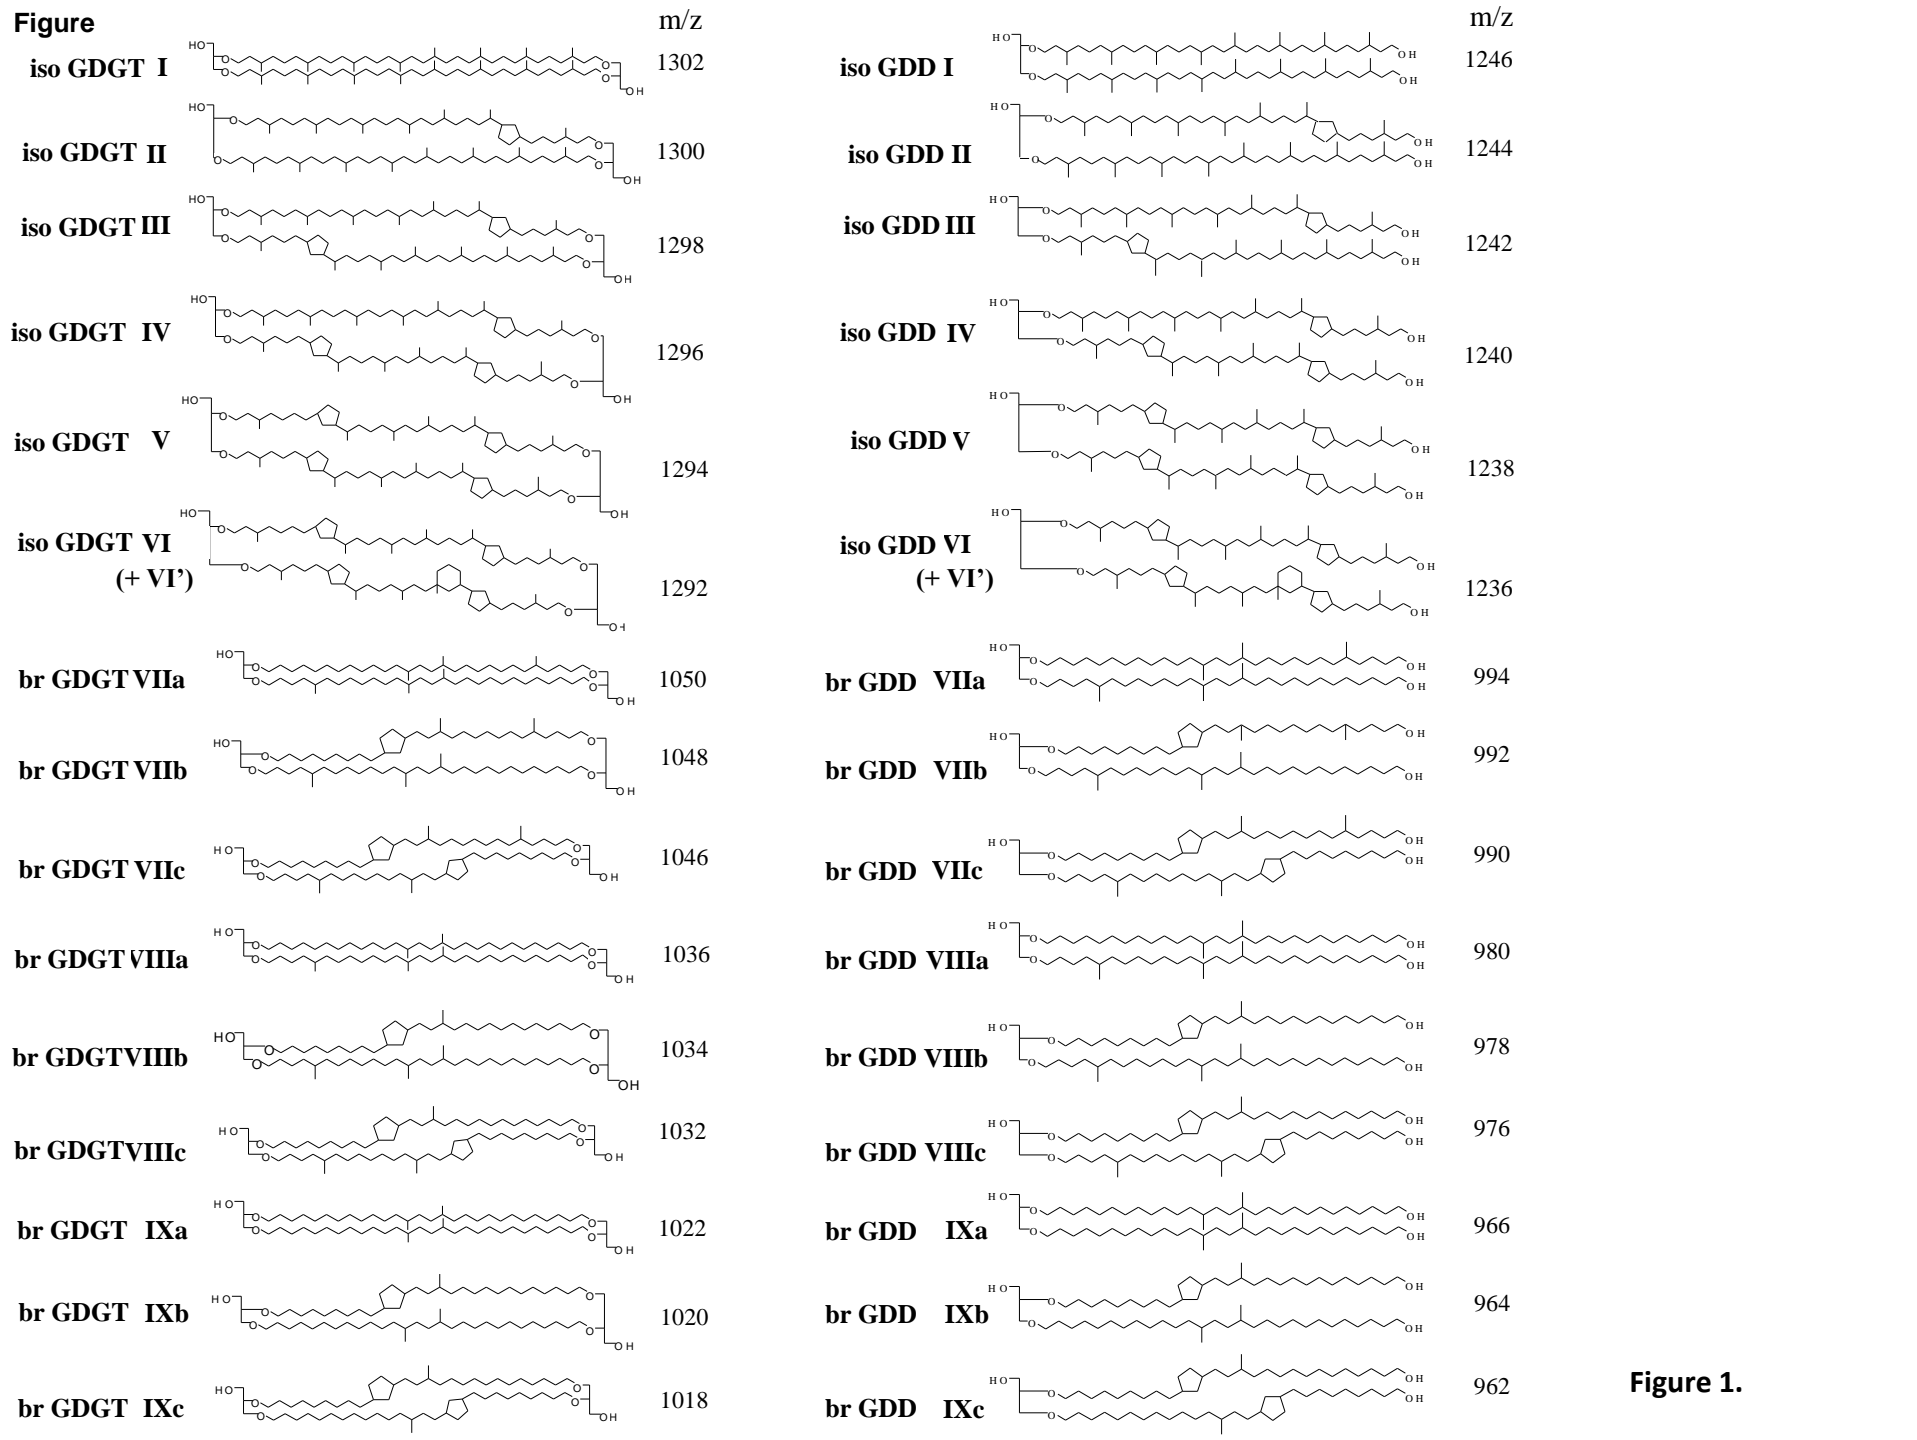 Figure
m/z
m/z
iso GDGT I
1302
iso GDD I
1246
iso GDGT II
1300
iso GDD II
1244
iso GDGT III
1298
iso GDD III
1242
iso GDGT IV
1296
iso GDD IV
1240
iso GDGT V
1294
iso GDD V
1238
iso GDGT VI
(+ VI’)
1292
iso GDD VI
(+ VI’)
1236
br GDGT VIIa
1050
br GDD VIIa
994
br GDGT VIIb
1048
br GDD VIIb
992
br GDGT VIIc
1046
br GDD VIIc
990
br GDGT VIIIa
1036
br GDD VIIIa
980
br GDGTVIIIb
1034
br GDD VIIIb
978
br GDGTVIIIc
1032
br GDD VIIIc
976
br GDGT IXa
1022
br GDD IXa
966
br GDGT IXb
1020
br GDD IXb
964
br GDGT IXc
1018
br GDD IXc
962
Figure 1.